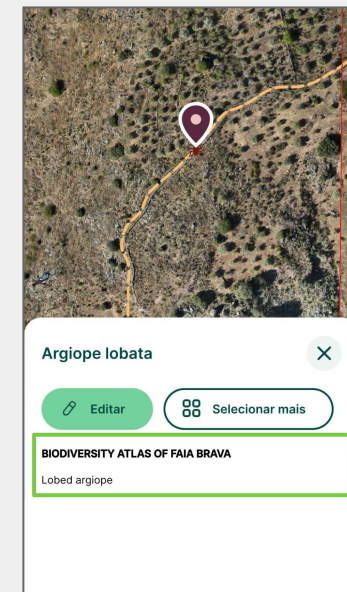 Argiope lobata
Editar
Selecionar mais
BIODIVERSITY ATLAS OF FAIA BRAVA
Lobed argiope